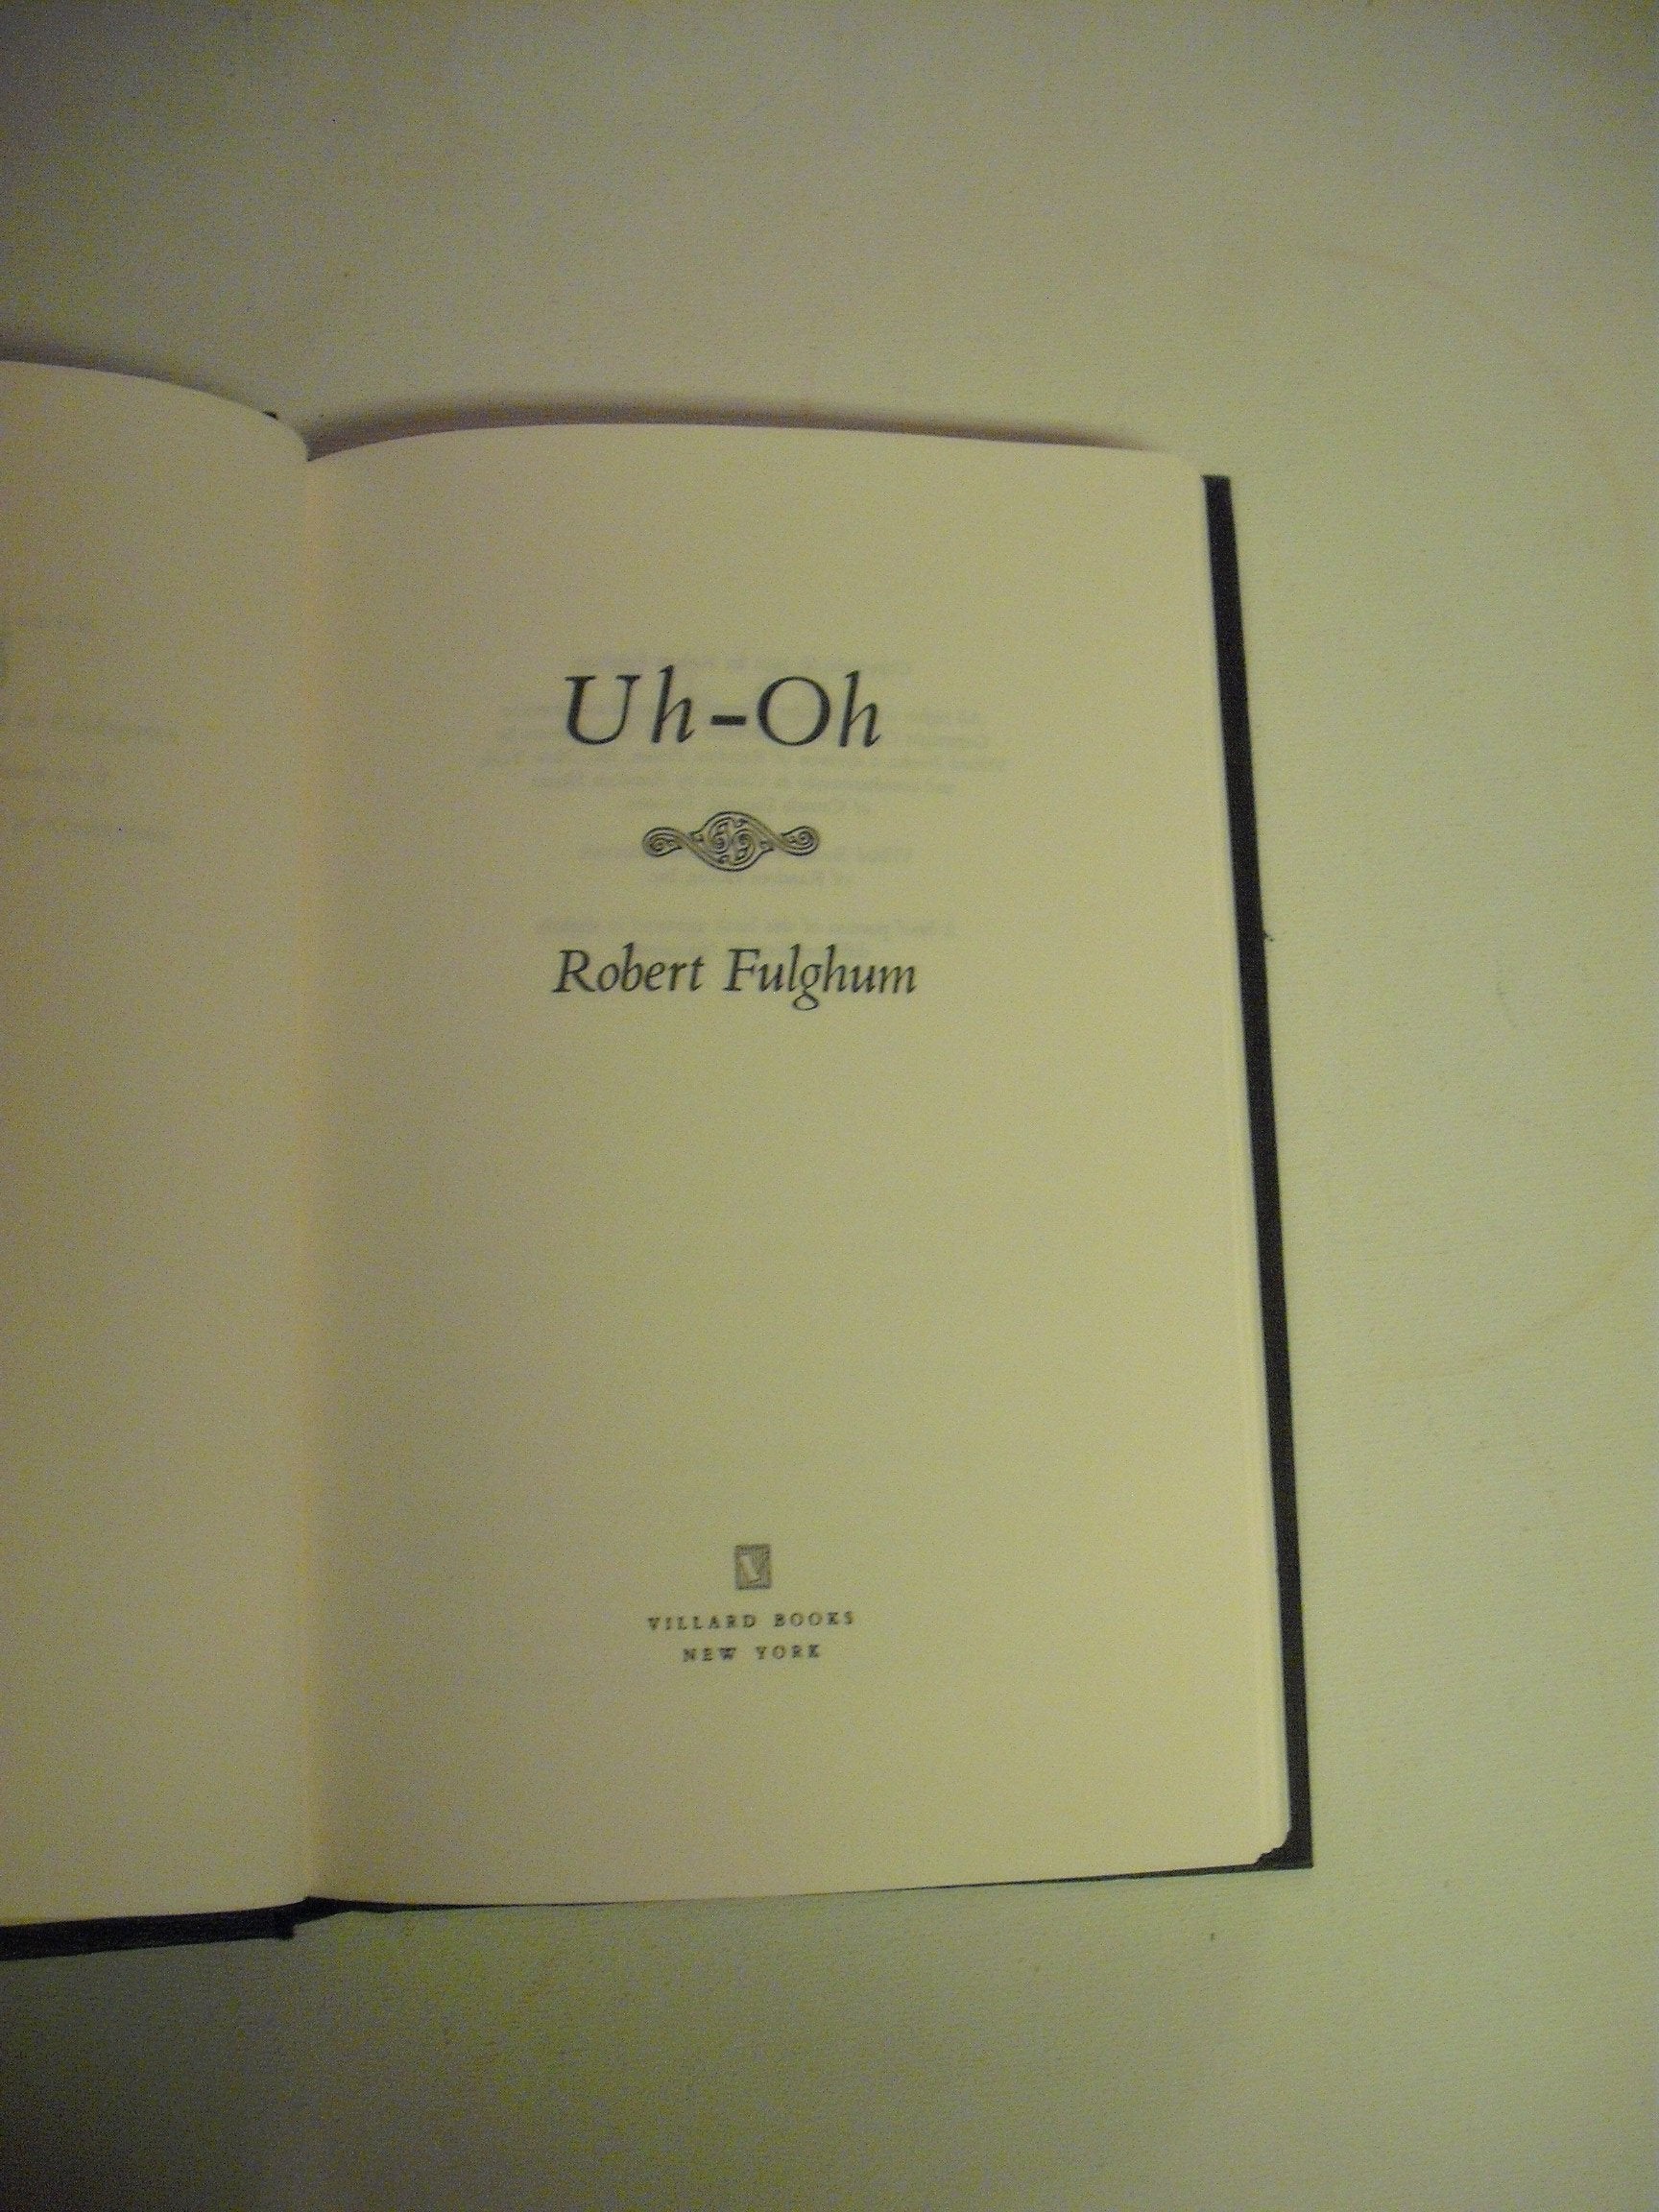 Uh-Oh
Robert Fulghum
VILLARD BOOKS
NEW YORK